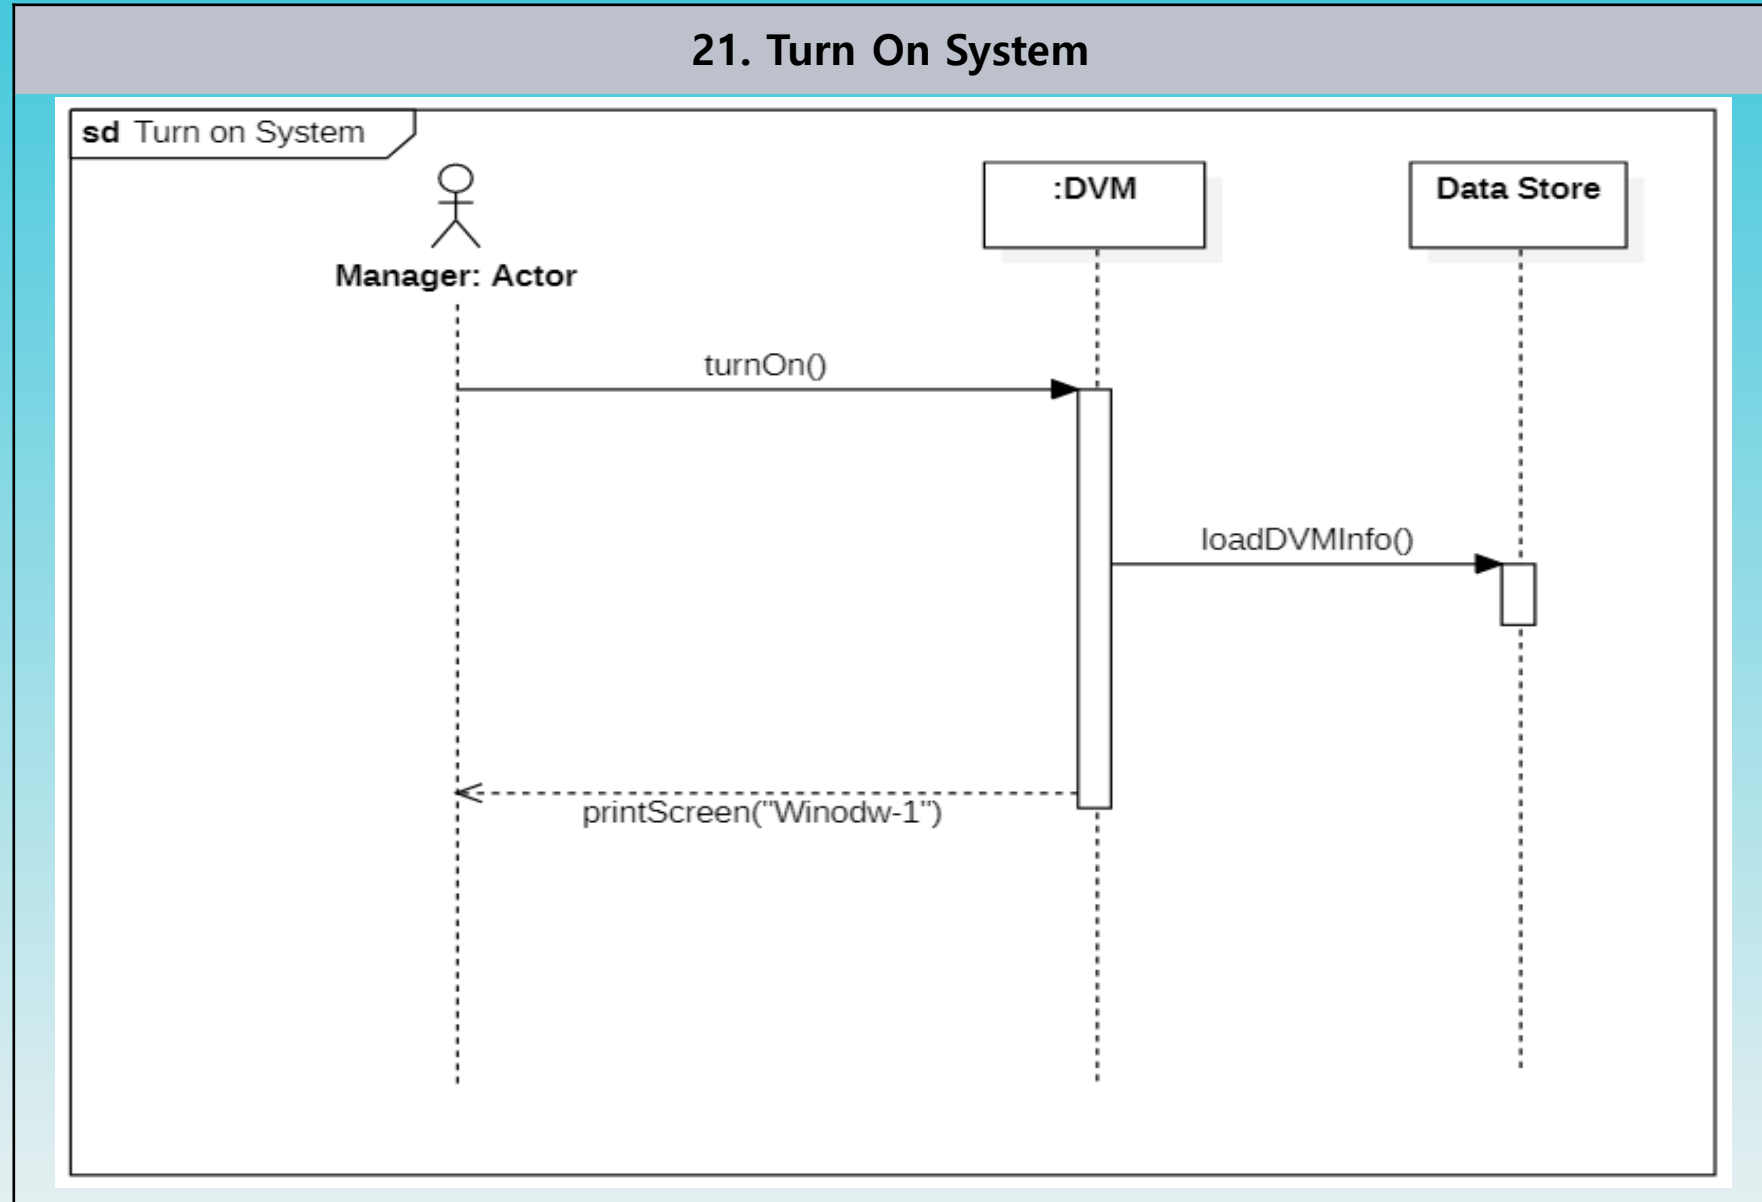 21. Turn On System
sd Turn on System
:DVM
Data Store
Manager: Actor
turnOn()
loadDVMInfo()
printScreen("Winodw-1")